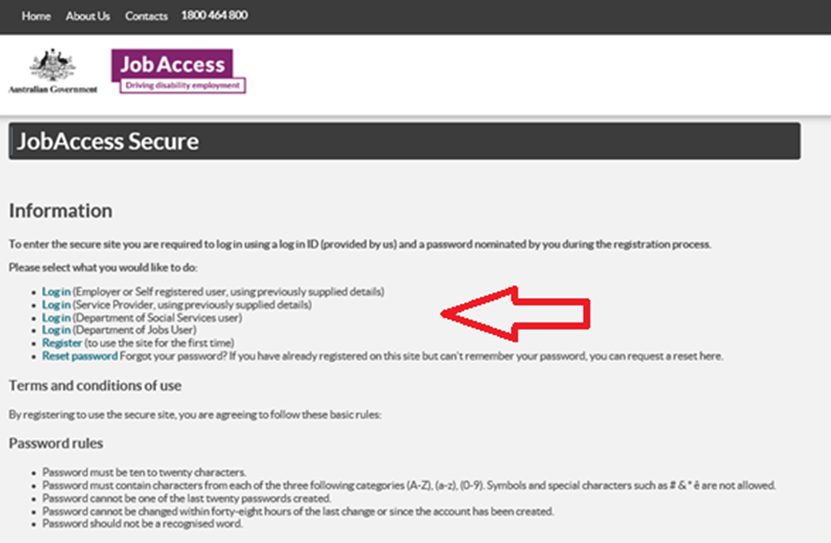 Home About Us Contacts 1800 464 800
Australian Government
JobAccess
Driving disability employment
JobAccess Secure
Information
To enter the secure site you are required to log in using a log in ID (provided by us) and a password nominated by you during the registration process.
Please select what you would like to do:
• Log in (Employer or Self registered user, using previously supplied details)
• Log in (Service Provider, using previously supplied details)
• Log in (Department of Social Services user)
• Log in (Department of Jobs User)
• Register (to use the site for the first time)
• Reset password Forgot your password? If you have already registered on this site but can't remember your password, you can request a reset here.
Terms and conditions of use
By registering to use the secure site, you are agreeing to follow these basic rules:
Password rules
• Password must be ten to twenty characters.
• Password must contain characters from each of the three following categories (A-Z), (a-z), (0-9). Symbols and special characters such as # & * ê are not allowed.
• Password cannot be one of the last twenty passwords created.
• Password cannot be changed within forty-eight hours of the last change or since the account has been created.
• Password should not be a recognised word.